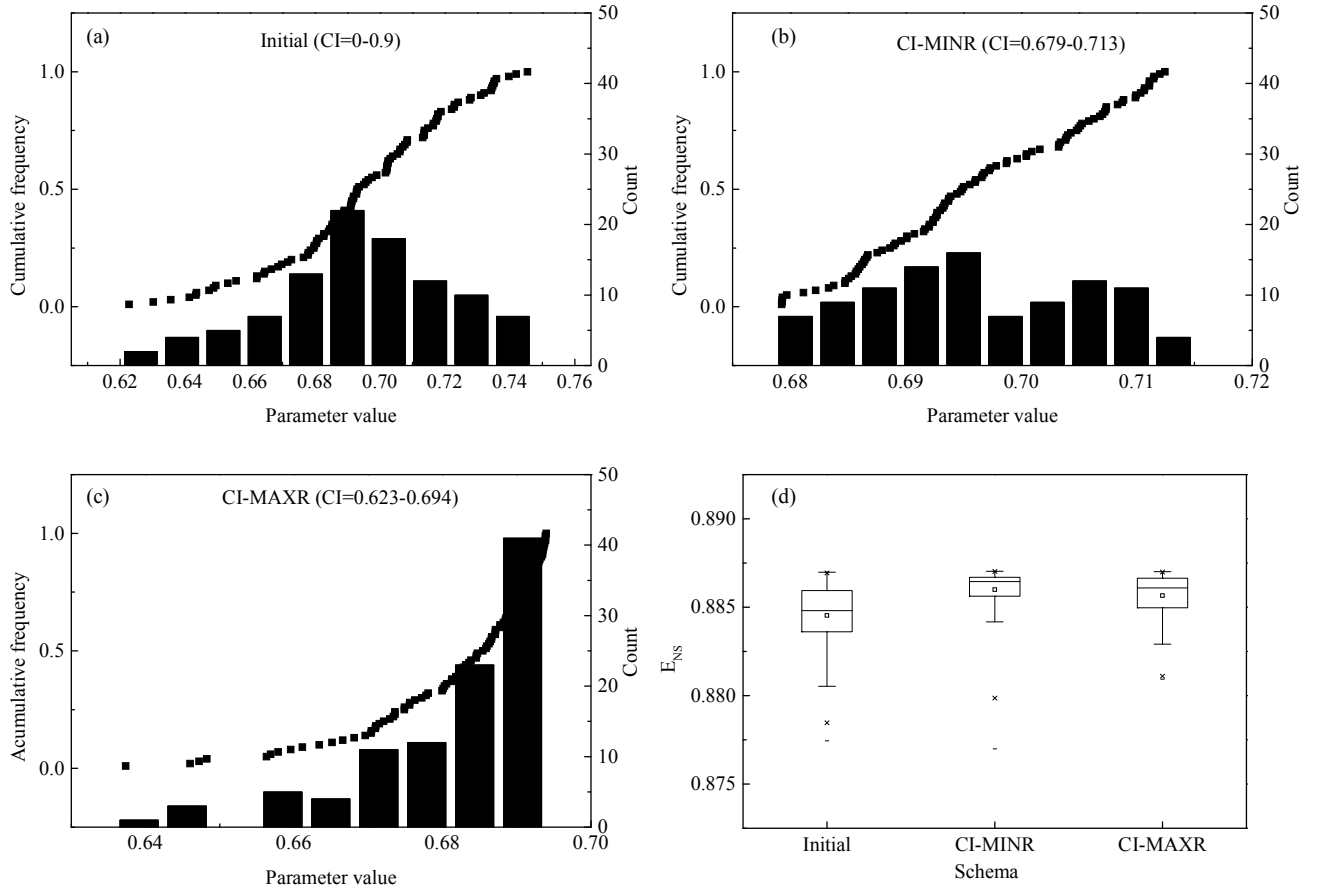 (a)
Initial (CI=0-0.9)
Cumulative frequency
1.0
0.5
0.0
50
40
30
20
10
0
Count
0.62 0.64 0.66 0.68 0.70 0.72 0.74 0.76
Parameter value
(b)
CI-MINR (CI=0.679-0.713)
Cumulative frequency
1.0
0.5
0.0
50
40
30
20
10
0
Count
0.68 0.69 0.70 0.71 0.72
Parameter value
(c)
CI-MAXR (CI=0.623-0.694)
Acumulative frequency
1.0
0.5
0.0
50
40
30
20
10
0
Count
0.64 0.66 0.68 0.70
Parameter value
(d)
E_NS
0.890
0.885
0.880
0.875
Initial CI-MINR CI-MAXR
Schema